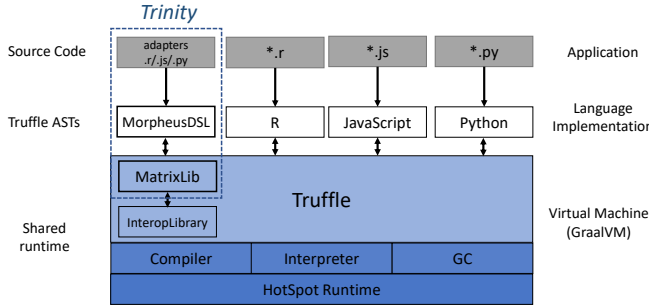 Trinity
Source Code
adapters
.r/.js/.py
*.r
*.js
*.py
Application
Truffle ASTs
MorpheusDSL
R
JavaScript
Python
Language
Implementation
MatrixLib
Truffle
InteropLibrary
Shared
runtime
Virtual Machine
(GraalVM)
Compiler
Interpreter
GC
HotSpot Runtime